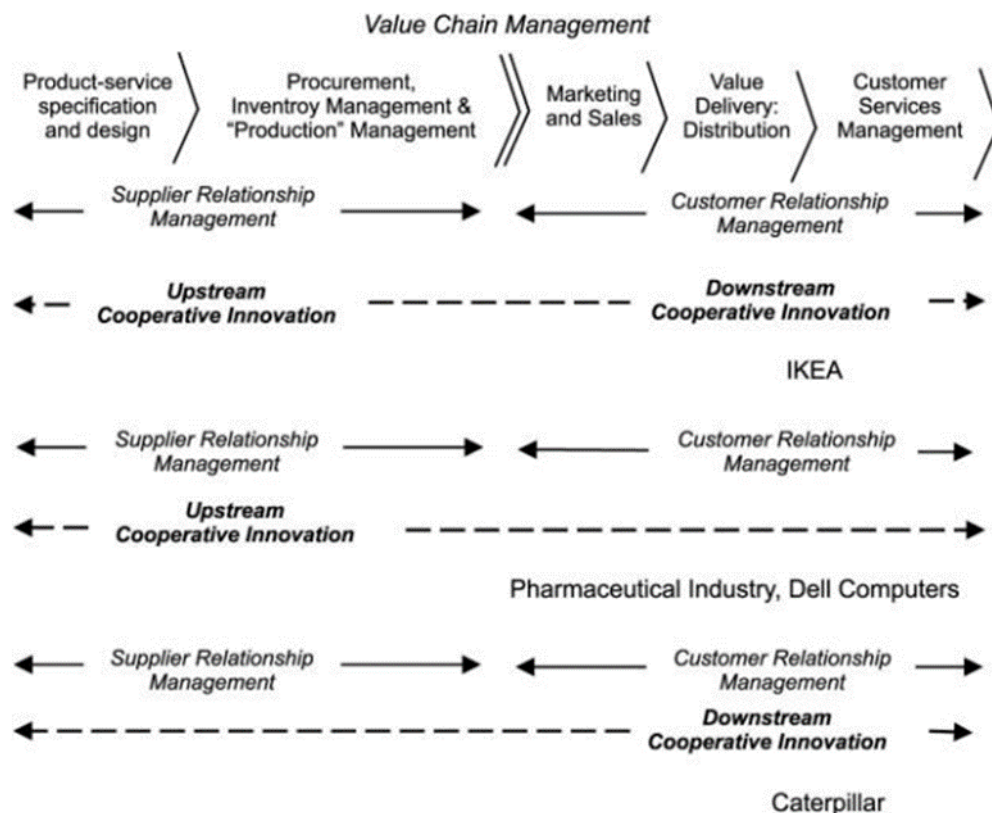 Value Chain Management
Product-service
specification
and design
Procurement,
Inventroy Management &
“Production” Management
Marketing
and Sales
Value
Delivery:
Distribution
Customer
Services
Management
Supplier Relationship
Management
Customer Relationship
Management
Upstream
Cooperative Innovation
Downstream
Cooperative Innovation
IKEA
Supplier Relationship
Management
Customer Relationship
Management
Upstream
Cooperative Innovation
Pharmaceutical Industry, Dell Computers
Supplier Relationship
Management
Customer Relationship
Management
Downstream
Cooperative Innovation
Caterpillar